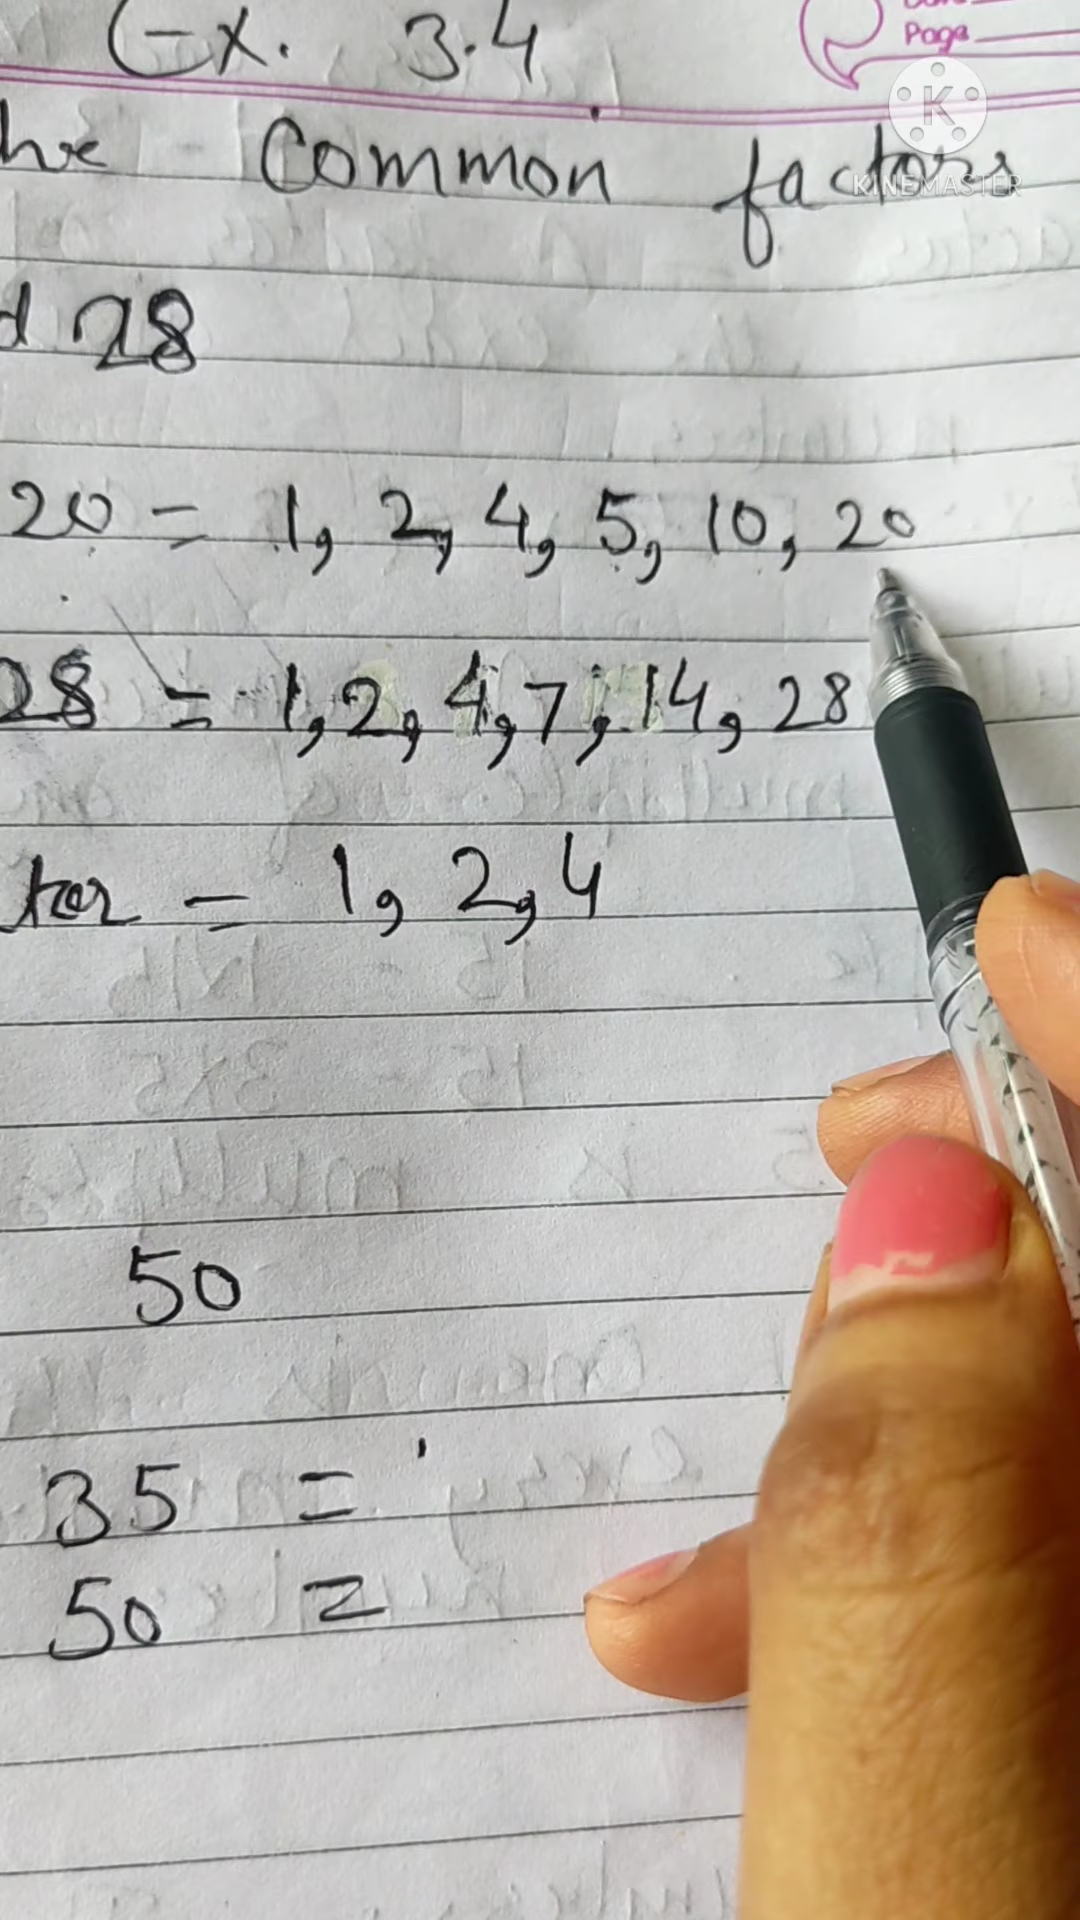 Ex. 3.4
Page
Common factors
KINEMASTER
28
20 = 1, 2, 4, 5, 10, 20
28 = 1, 2, 4, 7, 14, 28
tor = 1, 2, 4
50
35 =
50 =